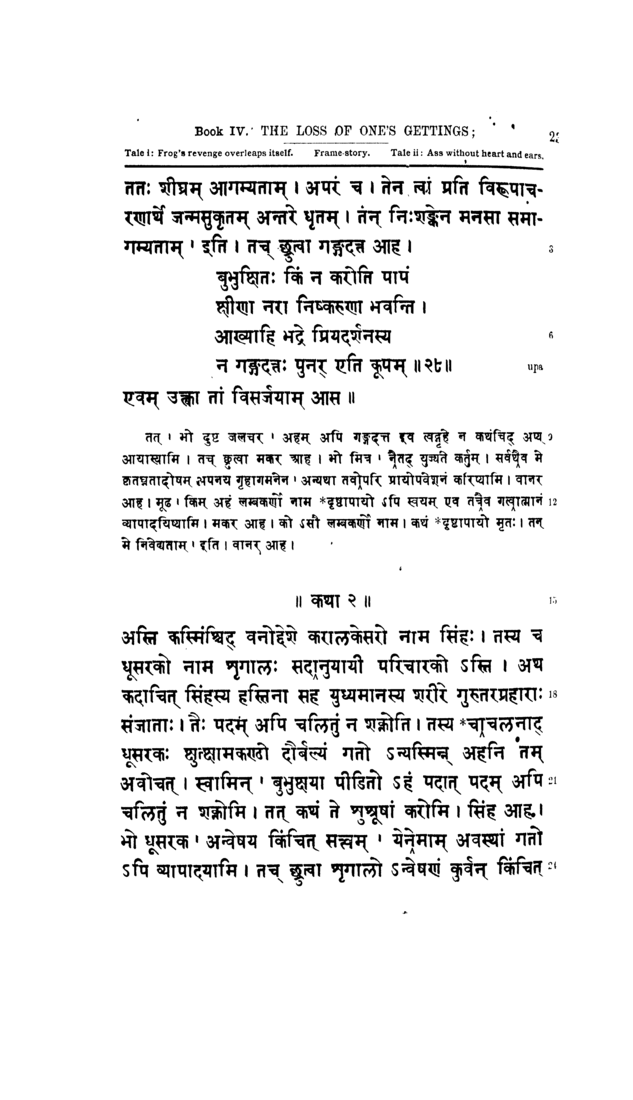 Book IV. THE LOSS OF ONE'S GETTINGS;
Tale i: Frog's revenge overleaps itself. Frame-story. Tale ii: Ass without heart and ears.
ततः शीघ्रम् आगम्यताम् । अपरं च । तेन त्वां प्रति विरूपाच-
रणार्थे जन्मसुकृतम् अन्तरे धृतम् । तन् निःशङ्केन मनसा समा-
गम्यताम् ' इति । तच् छ्रुत्वा गङ्गदत्त आह । 3
बुभुक्षितः किं न करोति पापं
क्षीणा नरा निष्करुणा भवन्ति ।
आख्याहि भद्रे प्रियदर्शनस्य 6
न गङ्गदत्तः पुनर् एति कूपम् ॥२८॥ upa
एवम् उक्त्वा तां विसर्जयाम् आस ॥
तत् ' भो दुष्ट जलचर ' अहम् अपि गङ्गदत्त इव त्वद्गृहे न कथंचिद् अप्य् 9
आयास्यामि । तच् छ्रुत्वा मकर आह । भो मित्र ' नैतद् युज्यते कर्तुम् । सर्वथैव मे
कृतघ्नतादोषम् अपनय गृहागमनेन ' अन्यथा तवोपरि प्रायोपवेशनं करिष्यामि । वानर
आह । मूढ ' किम् अहं लम्बकर्णो नाम *दृष्टापायो ऽपि स्वयम् एव तत्रैव गत्वात्मानं 12
व्यापादयिष्यामि । मकर आह । को ऽसौ लम्बकर्णो नाम । कथं *दृष्टापायो मृतः । तन्
मे निवेद्यताम् ' इति । वानर आह ।
॥ कथा २ ॥ 15
अस्ति कस्मिंश्चिद् वनोद्देशे करालकेसरो नाम सिंहः । तस्य च
धूसरको नाम शृगालः सदानुयायी परिचारको ऽस्ति । अथ
कदाचित् सिंहस्य हस्तिना सह युध्यमानस्य शरीरे गुरुतरप्रहाराः 18
संजाताः । तैः पदम् अपि चलितुं न शक्नोति । तस्य *चाचलनाद्
धूसरकः क्षुत्क्षामकण्ठो दौर्बल्यं गतो ऽन्यस्मिन्न् अहनि तम्
अवोचत् । स्वामिन् ' बुभुक्षया पीडितो ऽहं पदात् पदम् अपि 21
चलितुं न शक्नोमि । तत् कथं ते शुश्रूषां करोमि । सिंह आह ।
भो धूसरक ' अन्वेषय किंचित् सत्त्वम् ' येनेमाम् अवस्थां गतो
ऽपि व्यापादयामि । तच् छ्रुत्वा शृगालो ऽन्वेषणं कुर्वन् किंचित् 24